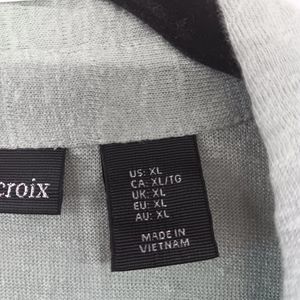 croix
US: XL
CA: XL/TG
UK: XL
EU: XL
AU: XL
MADE IN
VIETNAM